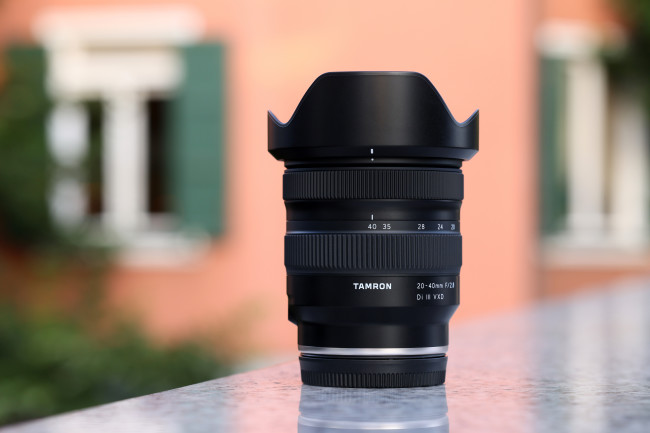 40 35 28 24 20
TAMRON
20-40mm F/2.8
Di III VXD